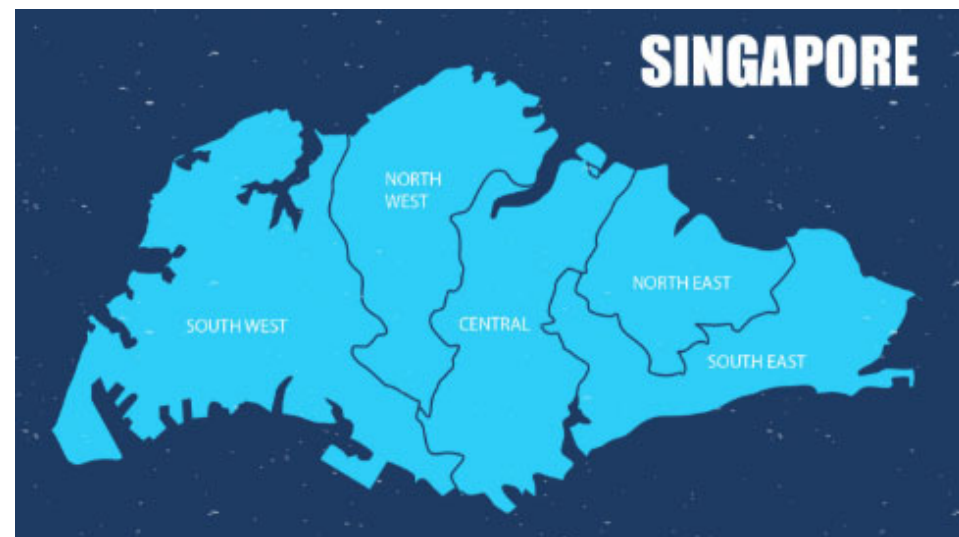 SINGAPORE
NORTH
WEST
NORTH EAST
SOUTH WEST
CENTRAL
SOUTH EAST